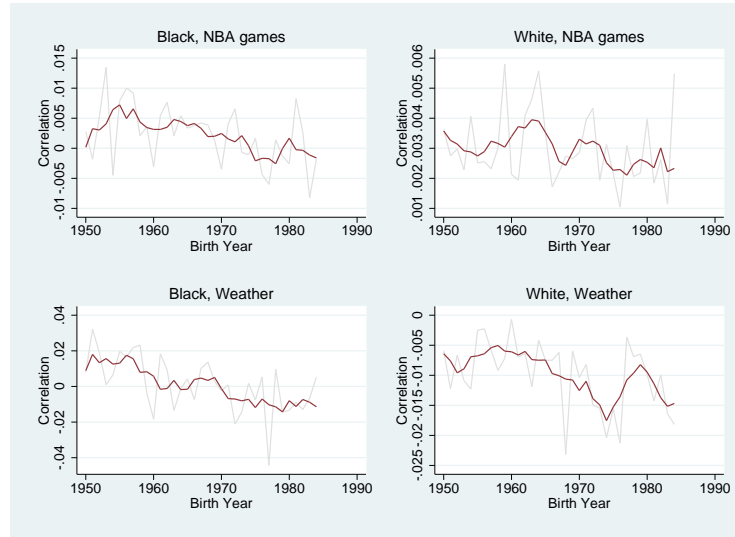 Black, NBA games
.015
.01
.005
0
-.005
-.01
Correlation
1950 1960 1970 1980 1990
Birth Year
White, NBA games
.006
.005
.004
.003
.002
.001
Correlation
1950 1960 1970 1980 1990
Birth Year
Black, Weather
.04
.02
0
-.02
-.04
Correlation
1950 1960 1970 1980 1990
Birth Year
White, Weather
0
-.005
-.01
-.015
-.02
-.025
Correlation
1950 1960 1970 1980 1990
Birth Year